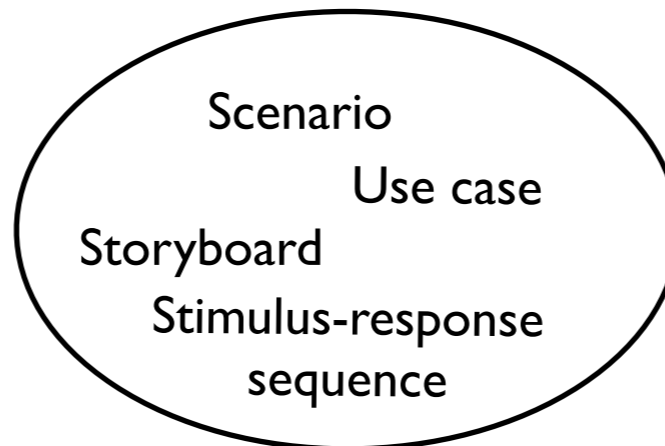 Scenario
Use case
Storyboard
Stimulus-response
sequence